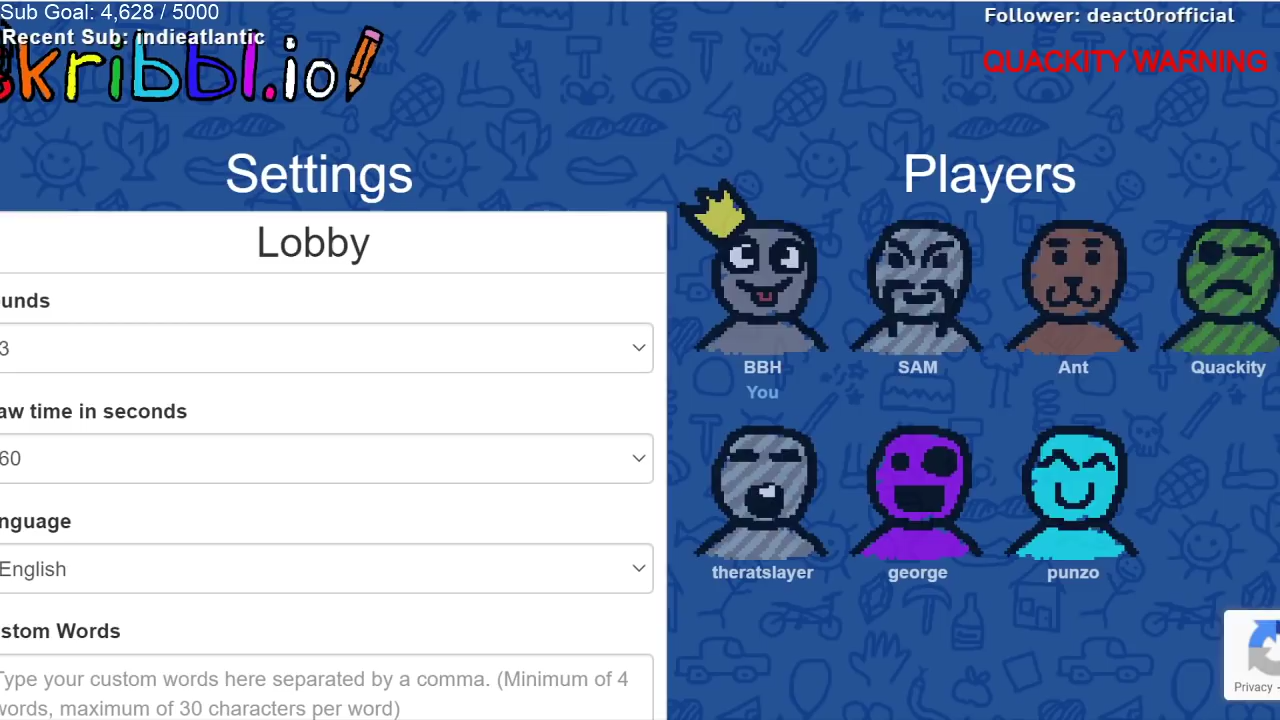 Sub Goal: 4,628 / 5000
Recent Sub: indieatlantic
Follower: deact0rofficial
QUACKITY WARNING
skribbl.io
Settings
Players
Lobby
unds
3
aw time in seconds
60
nguage
English
stom Words
Type your custom words here separated by a comma. (Minimum of 4
words, maximum of 30 characters per word)
BBH
You
SAM
Ant
Quackity
theratslayer
george
punzo
Privacy -